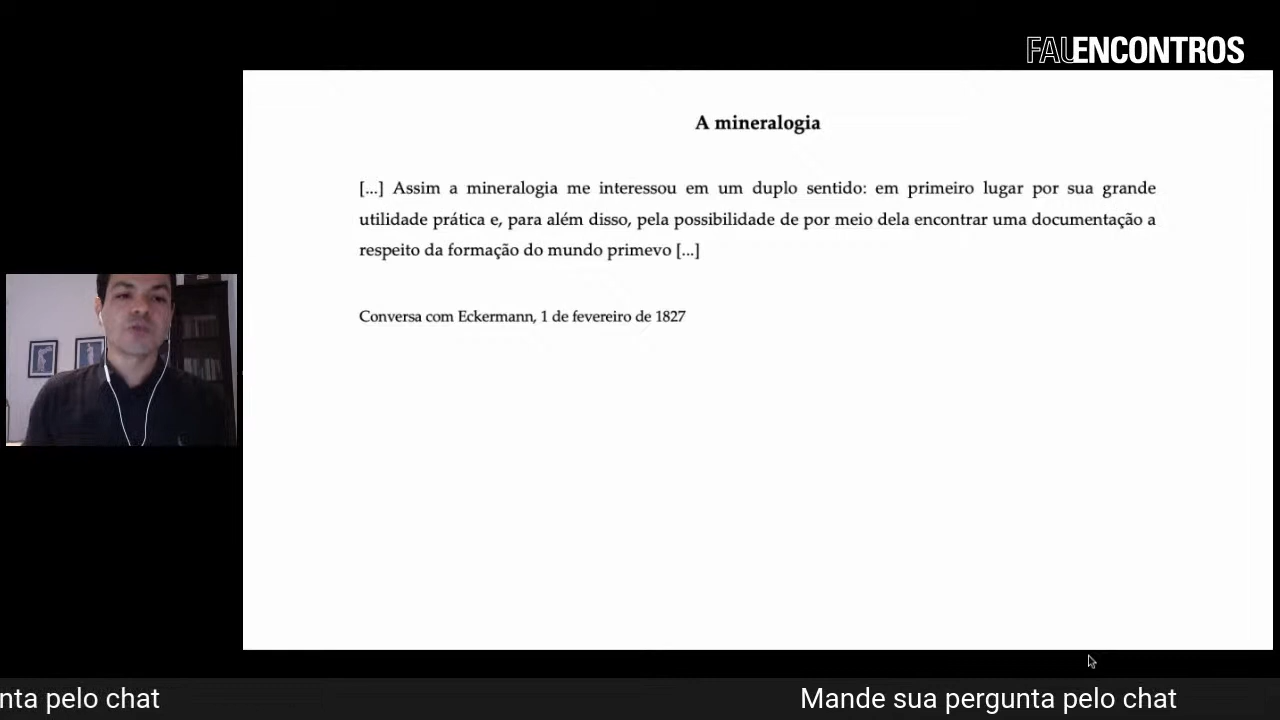 FAUENCONTROS
A mineralogia
[...] Assim a mineralogia me interessou em um duplo sentido: em primeiro lugar por sua grande
utilidade prática e, para além disso, pela possibilidade de por meio dela encontrar uma documentação a
respeito da formação do mundo primevo [...]
Conversa com Eckermann, 1 de fevereiro de 1827
nta pelo chat
Mande sua pergunta pelo chat